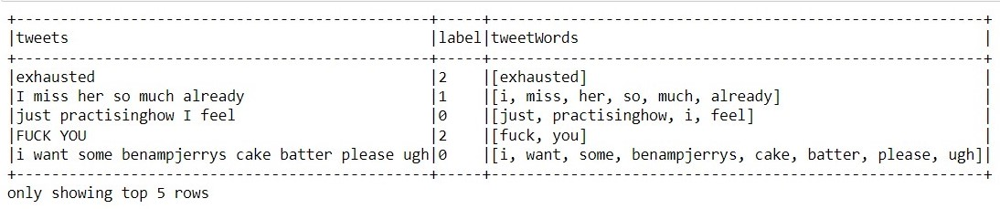 +-------------------------------------------+-----+----------------------------------------------------+
|tweets                                     |label|tweetWords                                          |
+-------------------------------------------+-----+----------------------------------------------------+
|exhausted                                  |2    |[exhausted]                                         |
|I miss her so much already                 |1    |[i, miss, her, so, much, already]                   |
|just practisinghow I feel                  |0    |[just, practisinghow, i, feel]                      |
|FUCK YOU                                   |2    |[fuck, you]                                         |
|i want some benampjerrys cake batter please ugh|0    |[i, want, some, benampjerrys, cake, batter, please, ugh]|
+-------------------------------------------+-----+----------------------------------------------------+
only showing top 5 rows